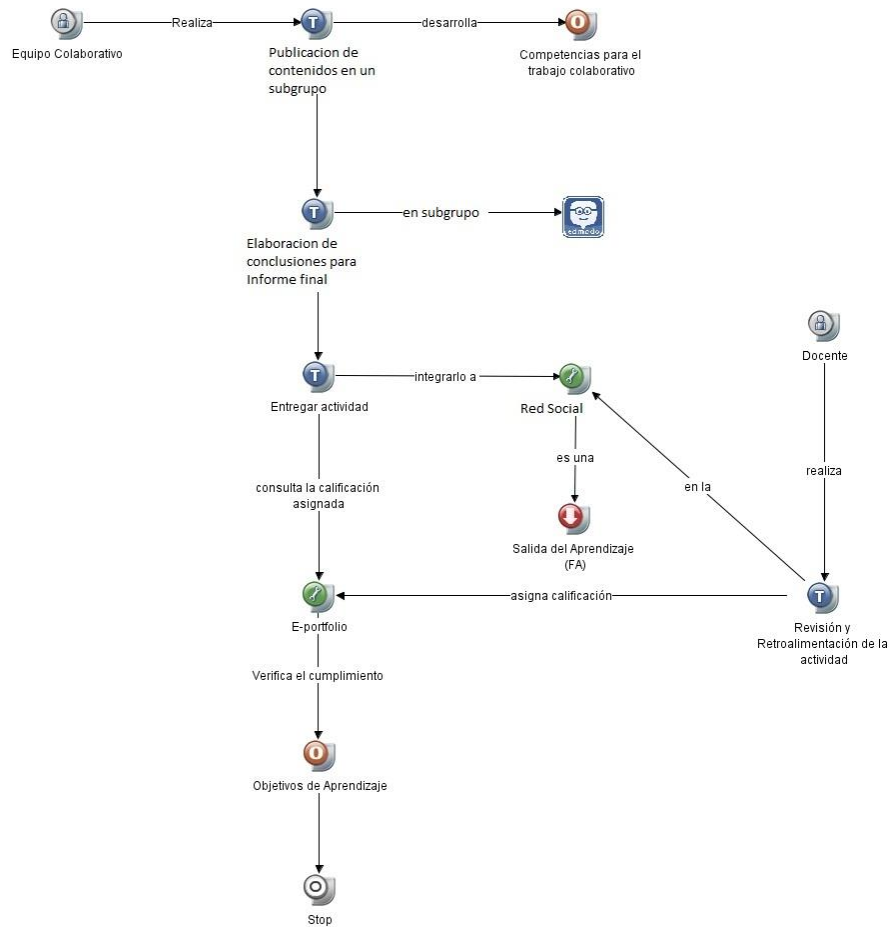 Realiza
T
desarrolla
O
Equipo Colaborativo
Publicacion de
contenidos en un
subgrupo
Competencias para el
trabajo colaborativo
T
en subgrupo
edmodo
Elaboracion de
conclusiones para
Informe final
Docente
T
integrarlo a
Entregar actividad
Red Social
es una
realiza
consulta la calificación
asignada
en la
Salida del Aprendizaje
(FA)
asigna calificación
T
E-portfolio
Revisión y
Retroalimentación de la
actividad
Verifica el cumplimiento
O
Objetivos de Aprendizaje
Stop